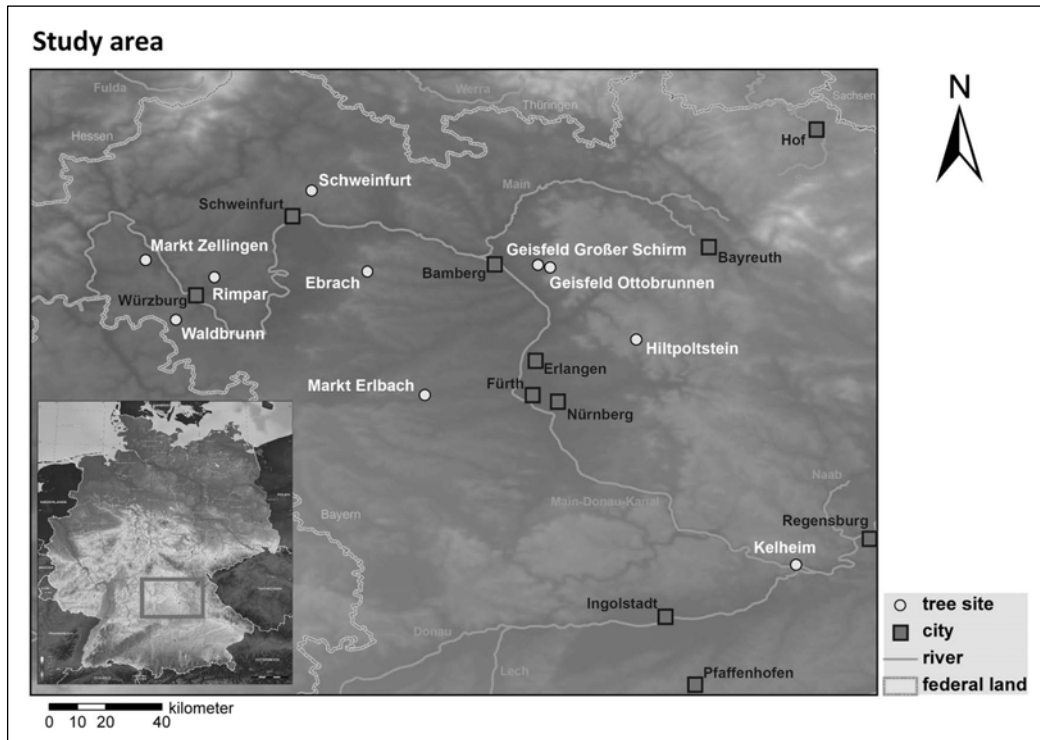 Study area
N
Fulda
Werra
Thüringen
Sachsen
Hessen
Hof
Schweinfurt
Main
Schweinfurt
Markt Zellingen
Geisfeld Großer Schirm
Bayreuth
Bamberg
Ebrach
Geisfeld Ottobrunnen
Rimpar
Würzburg
Waldbrunn
Hiltpoltstein
Erlangen
Markt Erlbach
Fürth
Nürnberg
Naab
Main-Donau-Kanal
Bayern
Regensburg
Kelheim
Ingolstadt
Donau
Lech
Pfaffenhofen
tree site
city
river
federal land
kilometer
0 10 20 40